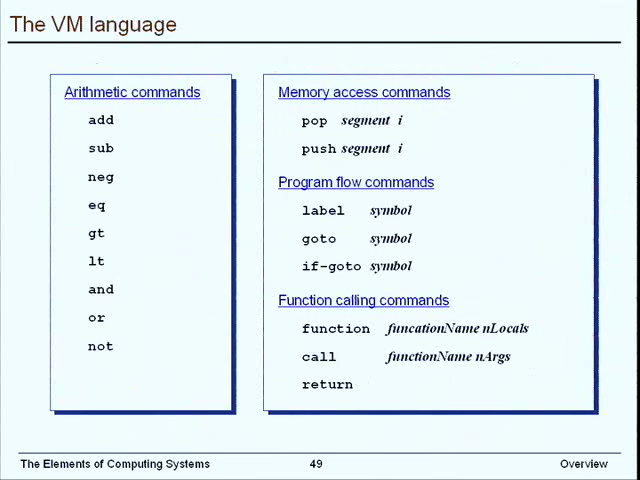 The VM language
Arithmetic commands
add
sub
neg
eq
gt
lt
and
or
not
Memory access commands
pop segment i
push segment i
Program flow commands
label symbol
goto symbol
if-goto symbol
Function calling commands
function funcationName nLocals
call functionName nArgs
return
The Elements of Computing Systems 49 Overview